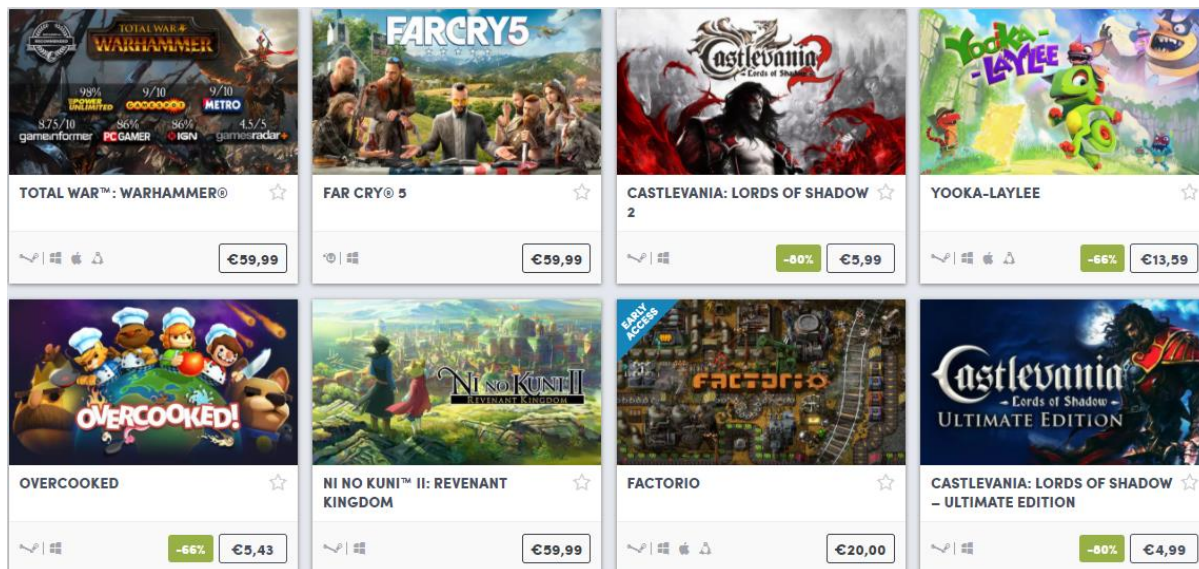 TOTAL WAR
WARHAMMER
98% 9/10 9/10
POWER UNLIMITED GAMESPOT METRO
8.75/10 86% 86% 4.5/5
gameinformer PC GAMER IGN gamesradar+
TOTAL WAR™: WARHAMMER®
€59,99
FARCRY5
FAR CRY® 5
€59,99
Castlevania 2
Lords of Shadow
CASTLEVANIA: LORDS OF SHADOW
2
-80% €5,99
YOOKA-
-LAYLEE
YOOKA-LAYLEE
-66% €13,59
OVERCOOKED!
OVERCOOKED
-66% €5,43
NI NO KUNI II
REVENANT KINGDOM
NI NO KUNI™ II: REVENANT
KINGDOM
€59,99
EARLY
ACCESS
FACTORIO
FACTORIO
€20,00
Castlevania
Lords of Shadow
ULTIMATE EDITION
CASTLEVANIA: LORDS OF SHADOW
– ULTIMATE EDITION
-80% €4,99